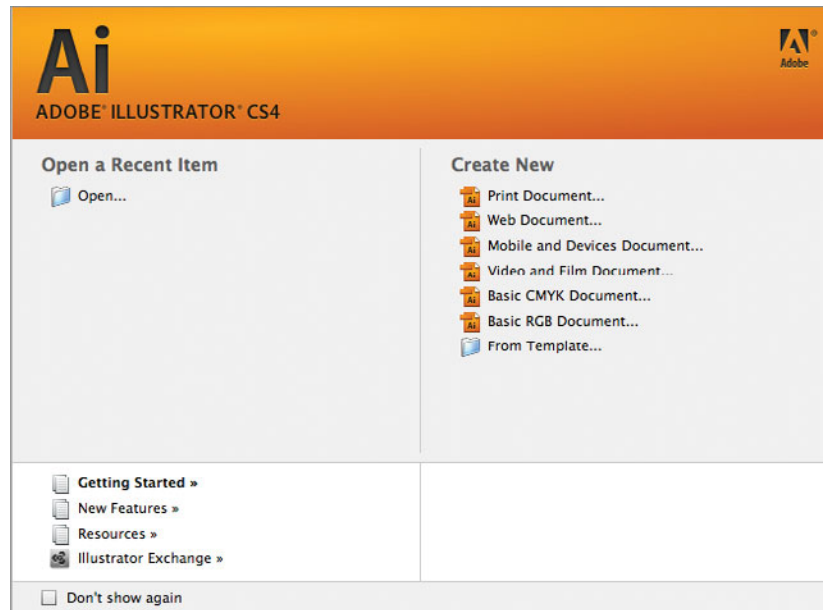 Ai
ADOBE® ILLUSTRATOR® CS4
Adobe®
Open a Recent Item
Open...
Create New
Print Document...
Web Document...
Mobile and Devices Document...
Video and Film Document...
Basic CMYK Document...
Basic RGB Document...
From Template...
Getting Started »
New Features »
Resources »
Illustrator Exchange »
Don't show again